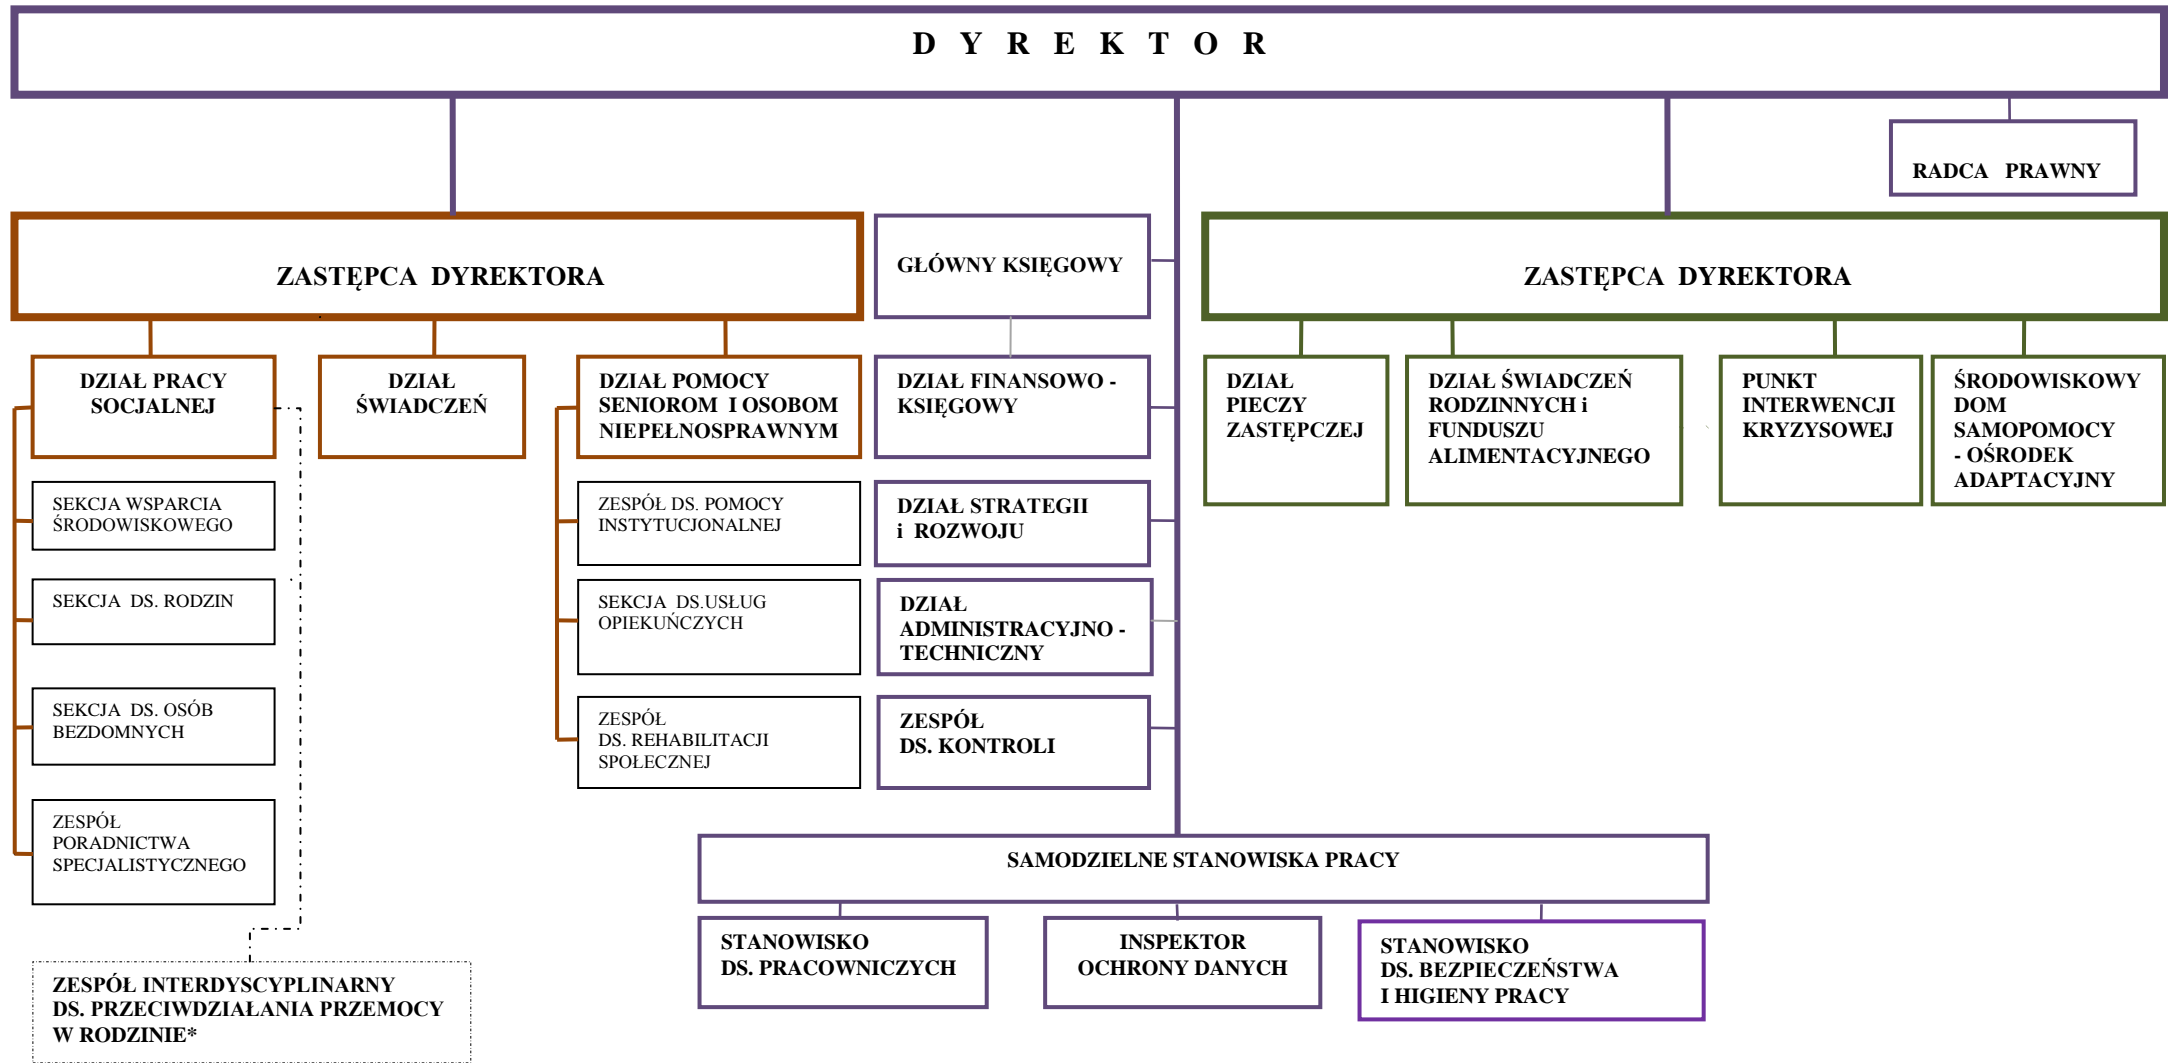 D Y R E K T O R
RADCA PRAWNY
ZASTĘPCA DYREKTORA
GŁÓWNY KSIĘGOWY
ZASTĘPCA DYREKTORA
DZIAŁ PRACY
SOCJALNEJ
DZIAŁ
ŚWIADCZEŃ
DZIAŁ POMOCY
SENIOROM I OSOBOM
NIEPEŁNOSPRAWNYM
DZIAŁ FINANSOWO -
KSIĘGOWY
DZIAŁ
PIECZY
ZASTĘPCZEJ
DZIAŁ ŚWIADCZEŃ
RODZINNYCH i
FUNDUSZU
ALIMENTACYJNEGO
PUNKT
INTERWENCJI
KRYZYSOWEJ
ŚRODOWISKOWY
DOM
SAMOPOMOCY
- OŚRODEK
ADAPTACYJNY
SEKCJA WSPARCIA
ŚRODOWISKOWEGO
ZESPÓŁ DS. POMOCY
INSTYTUCJONALNEJ
DZIAŁ STRATEGII
i ROZWOJU
SEKCJA DS. RODZIN
SEKCJA DS.USŁUG
OPIEKUŃCZYCH
DZIAŁ
ADMINISTRACYJNO -
TECHNICZNY
SEKCJA DS. OSÓB
BEZDOMNYCH
ZESPÓŁ
DS. REHABILITACJI
SPOŁECZNEJ
ZESPÓŁ
DS. KONTROLI
ZESPÓŁ
PORADNICTWA
SPECJALISTYCZNEGO
SAMODZIELNE STANOWISKA PRACY
STANOWISKO
DS. PRACOWNICZYCH
INSPEKTOR
OCHRONY DANYCH
STANOWISKO
DS. BEZPIECZEŃSTWA
I HIGIENY PRACY
ZESPÓŁ INTERDYSCYPLINARNY
DS. PRZECIWDZIAŁANIA PRZEMOCY
W RODZINIE*